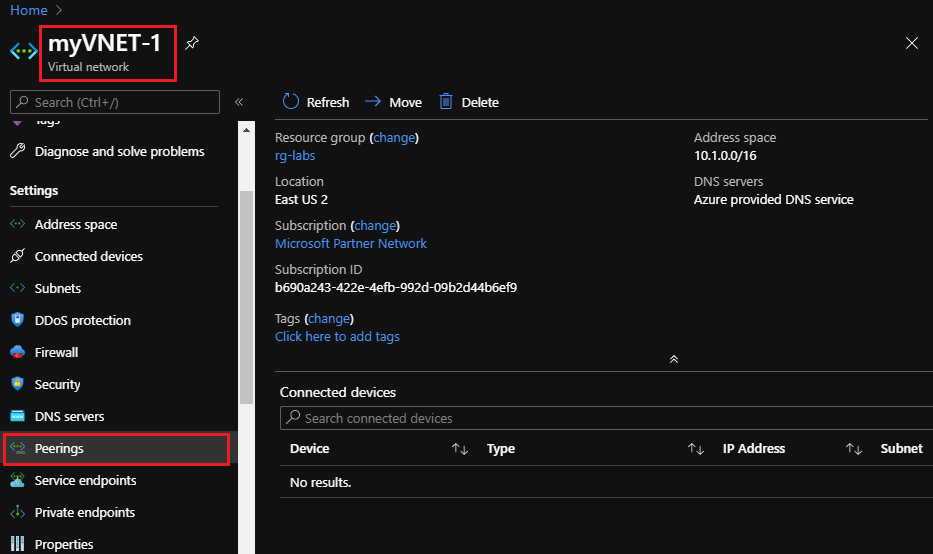 Home
myVNET-1
Virtual network
Search (Ctrl+/)
«
Tags
Diagnose and solve problems
Settings
Address space
Connected devices
Subnets
DDoS protection
Firewall
Security
DNS servers
Peerings
Service endpoints
Private endpoints
Properties
Refresh Move Delete
Resource group (change)
rg-labs
Location
East US 2
Subscription (change)
Microsoft Partner Network
Subscription ID
b690a243-422e-4efb-992d-09b2d44b6ef9
Tags (change)
Click here to add tags
Address space
10.1.0.0/16
DNS servers
Azure provided DNS service
Connected devices
Search connected devices
Device Type IP Address Subnet
No results.